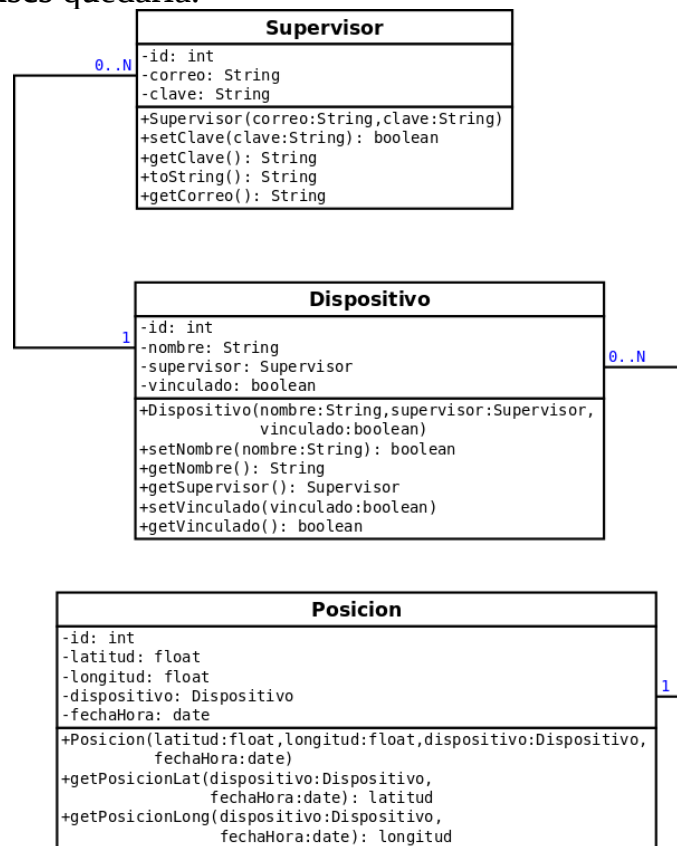 quedaría:
Supervisor
0..N
-id: int
-correo: String
-clave: String
+Supervisor(correo:String,clave:String)
+setClave(clave:String): boolean
+getClave(): String
+toString(): String
+getCorreo(): String
Dispositivo
1
-id: int
-nombre: String
-supervisor: Supervisor
-vinculado: boolean
0..N
+Dispositivo(nombre:String,supervisor:Supervisor,
vinculado:boolean)
+setNombre(nombre:String): boolean
+getNombre(): String
+getSupervisor(): Supervisor
+setVinculado(vinculado:boolean)
+getVinculado(): boolean
Posicion
-id: int
-latitud: float
-longitud: float
-dispositivo: Dispositivo
-fechaHora: date
1
+Posicion(latitud:float,longitud:float,dispositivo:Dispositivo,
fechaHora:date)
+getPosicionLat(dispositivo:Dispositivo,
fechaHora:date): latitud
+getPosicionLong(dispositivo:Dispositivo,
fechaHora:date): longitud